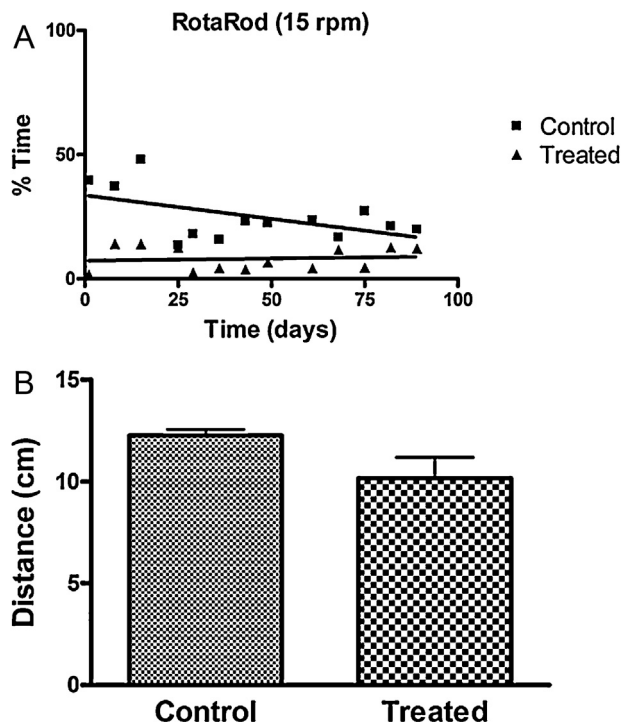 A
RotaRod (15 rpm)
100
50
0
% Time
0 25 50 75 100
Time (days)
Control
Treated
B
15
10
5
0
Distance (cm)
Control Treated